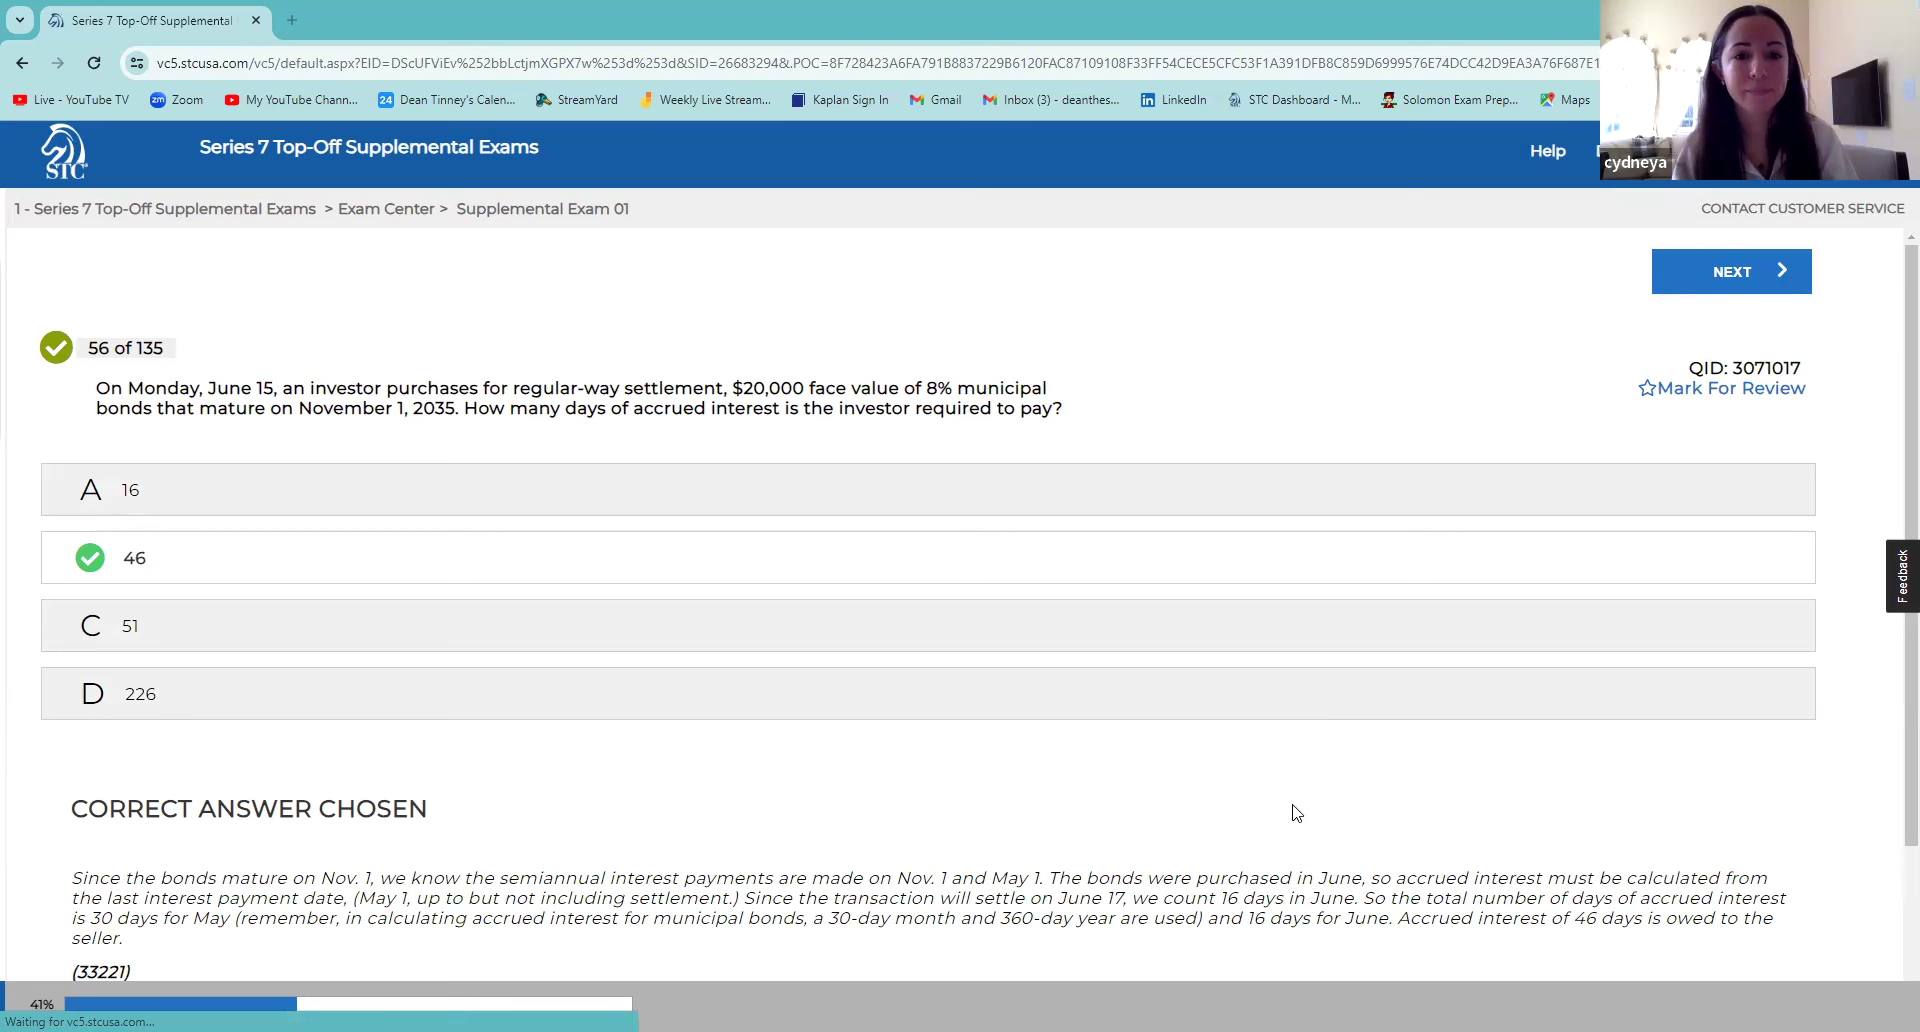 Series 7 Top-Off Supplemental
vc5.stcusa.com/vc5/default.aspx?EID=DScUFViEv%252bbLctjmXGPX7w%253d%253d&SID=26683294&.POC=8F728423A6FA791B8837229B6120FAC87109108F33FF54CECE5CFC53F1A391DFB8C859D6999576E74DCC42D9EA3A76F687E1
Live - YouTube TV
Zoom
My YouTube Chann...
24 Dean Tinney's Calen...
StreamYard
Weekly Live Stream...
Kaplan Sign In
Gmail
Inbox (3) - deanthes...
LinkedIn
STC Dashboard - M...
Solomon Exam Prep...
Maps
STC
Series 7 Top-Off Supplemental Exams
Help
cydneya
1 - Series 7 Top-Off Supplemental Exams > Exam Center > Supplemental Exam 01
CONTACT CUSTOMER SERVICE
NEXT
56 of 135
QID: 3071017
Mark For Review
On Monday, June 15, an investor purchases for regular-way settlement, $20,000 face value of 8% municipal
bonds that mature on November 1, 2035. How many days of accrued interest is the investor required to pay?
A 16
46
C 51
D 226
Feedback
CORRECT ANSWER CHOSEN
Since the bonds mature on Nov. 1, we know the semiannual interest payments are made on Nov. 1 and May 1. The bonds were purchased in June, so accrued interest must be calculated from
the last interest payment date, (May 1, up to but not including settlement.) Since the transaction will settle on June 17, we count 16 days in June. So the total number of days of accrued interest
is 30 days for May (remember, in calculating accrued interest for municipal bonds, a 30-day month and 360-day year are used) and 16 days for June. Accrued interest of 46 days is owed to the
seller.
(33221)
41%
Waiting for vc5.stcusa.com...